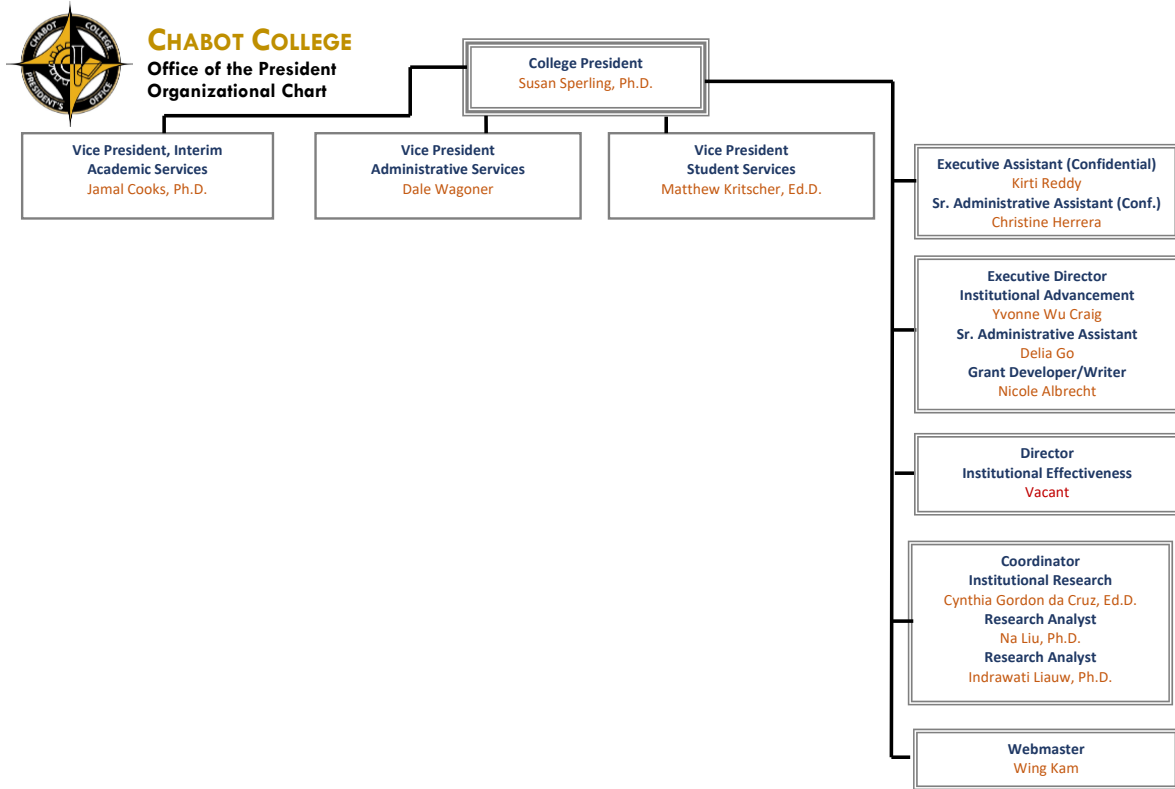 CHABOT COLLEGE
PRESIDENT'S OFFICE
CHABOT COLLEGE
Office of the President
Organizational Chart
College President
Susan Sperling, Ph.D.
Vice President, Interim
Academic Services
Jamal Cooks, Ph.D.
Vice President
Administrative Services
Dale Wagoner
Vice President
Student Services
Matthew Kritscher, Ed.D.
Executive Assistant (Confidential)
Kirti Reddy
Sr. Administrative Assistant (Conf.)
Christine Herrera
Executive Director
Institutional Advancement
Yvonne Wu Craig
Sr. Administrative Assistant
Delia Go
Grant Developer/Writer
Nicole Albrecht
Director
Institutional Effectiveness
Vacant
Coordinator
Institutional Research
Cynthia Gordon da Cruz, Ed.D.
Research Analyst
Na Liu, Ph.D.
Research Analyst
Indrawati Liauw, Ph.D.
Webmaster
Wing Kam